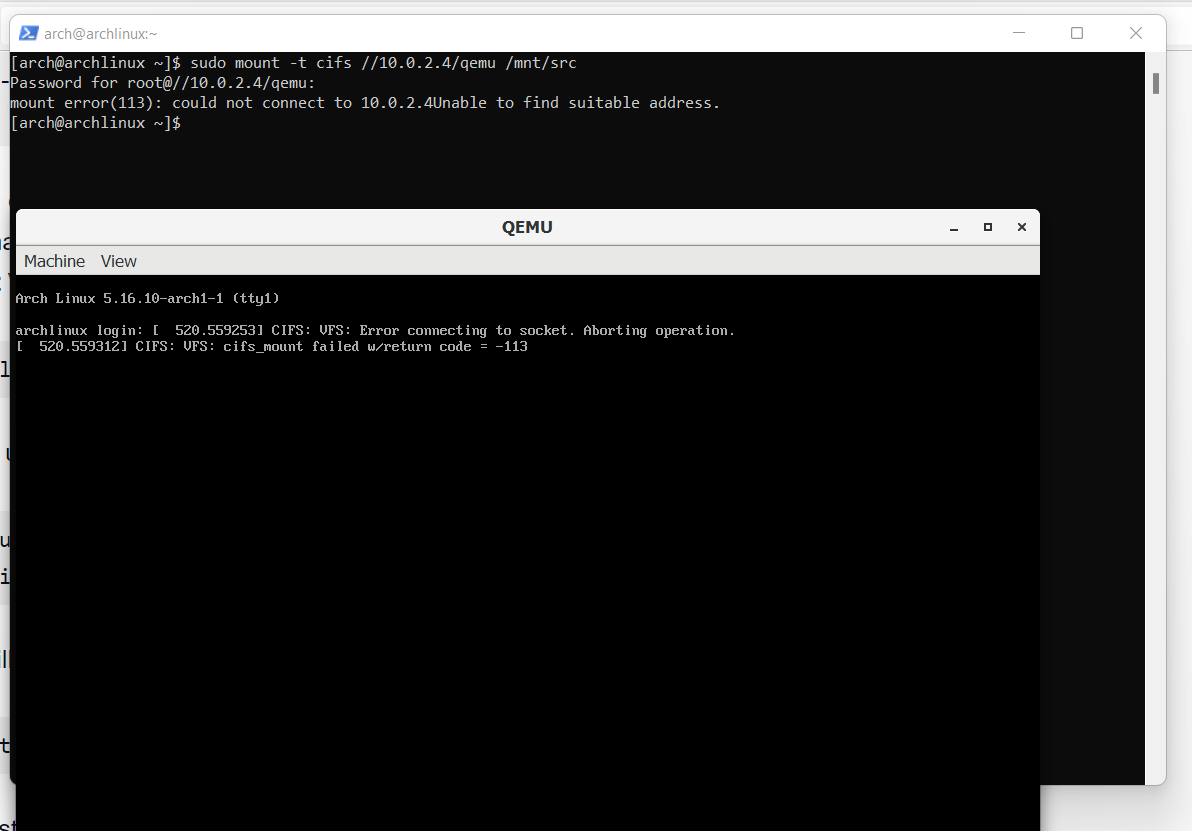 arch@archlinux:~
[arch@archlinux ~]$ sudo mount -t cifs //10.0.2.4/qemu /mnt/src
Password for root@//10.0.2.4/qemu:
mount error(113): could not connect to 10.0.2.4Unable to find suitable address.
[arch@archlinux ~]$
QEMU
Machine View
Arch Linux 5.16.10-arch1-1 (tty1)
archlinux login: [  520.559253] CIFS: VFS: Error connecting to socket. Aborting operation.
[  520.559312] CIFS: VFS: cifs_mount failed w/return code = -113